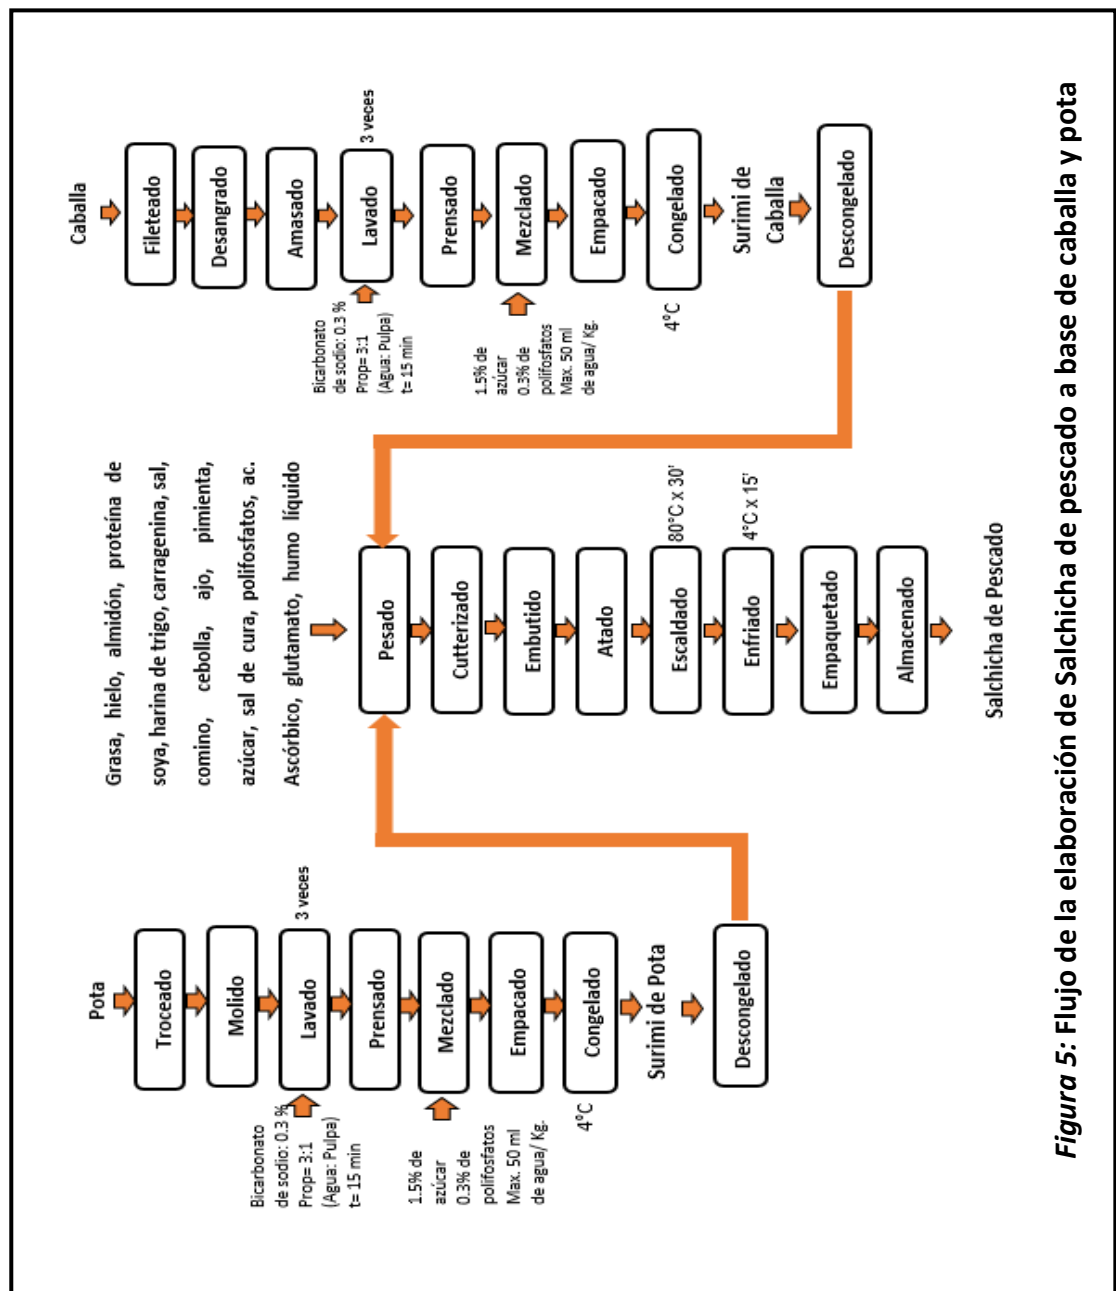 Pota
Troceado
Molido
Bicarbonato
de sodio: 0.3 %
Prop= 3:1
(Agua: Pulpa)
t= 15 min
Lavado
3 veces
Prensado
1.5% de
azúcar
0.3% de
polifosfatos
Max. 50 ml
de agua/ Kg.
Mezclado
Empacado
4°C
Congelado
Surimi de Pota
Descongelado
Grasa, hielo, almidón, proteína de
soya, harina de trigo, carragenina, sal,
comino, cebolla, ajo, pimienta,
azúcar, sal de cura, polifosfatos, ac.
Ascórbico, glutamato, humo líquido
Pesado
Cutterizado
Embutido
Atado
Escaldado
80°C x 30'
Enfriado
4°C x 15'
Empaquetado
Almacenado
Salchicha de Pescado
Caballa
Fileteado
Desangrado
Amasado
Bicarbonato
de sodio: 0.3 %
Prop= 3:1
(Agua: Pulpa)
t= 15 min
Lavado
3 veces
Prensado
1.5% de
azúcar
0.3% de
polifosfatos
Max. 50 ml
de agua/ Kg.
Mezclado
Empacado
4°C
Congelado
Surimi de
Caballa
Descongelado
Figura 5: Flujo de la elaboración de Salchicha de pescado a base de caballa y pota